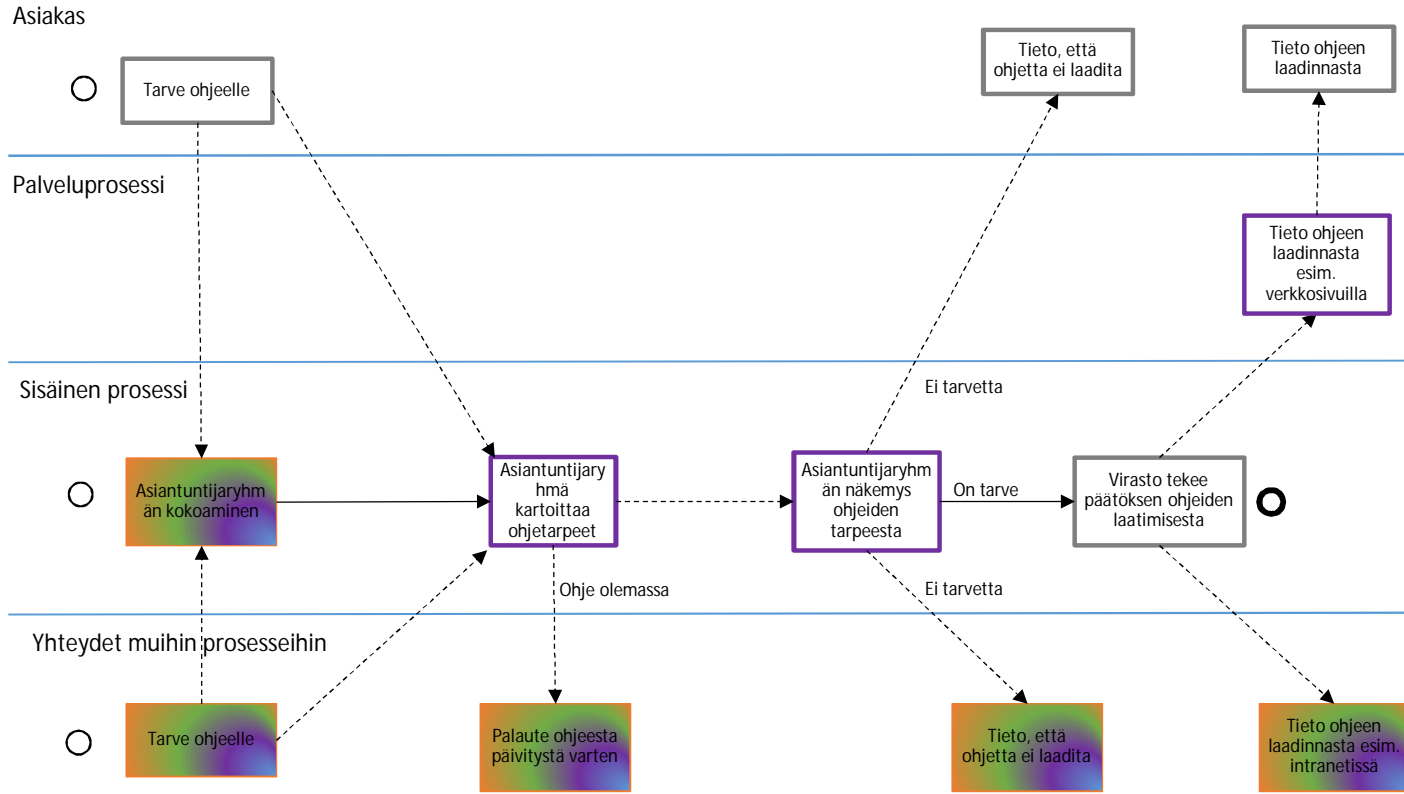 Asiakas
Tarve ohjeelle
Tieto, että
ohjetta ei laadita
Tieto ohjeen
laadinnasta
Palveluprosessi
Tieto ohjeen
laadinnasta
esim.
verkkosivuilla
Sisäinen prosessi
Ei tarvetta
Asiantuntijaryhm
än kokoaminen
Asiantuntijary
hmä
kartoittaa
ohjetarpeet
Asiantuntijaryhm
än näkemys
ohjeiden
tarpeesta
On tarve
Virasto tekee
päätöksen ohjeiden
laatimisesta
Ohje olemassa
Ei tarvetta
Yhteydet muihin prosesseihin
Tarve ohjeelle
Palaute ohjeesta
päivitystä varten
Tieto, että
ohjetta ei laadita
Tieto ohjeen
laadinnasta esim.
intranetissä